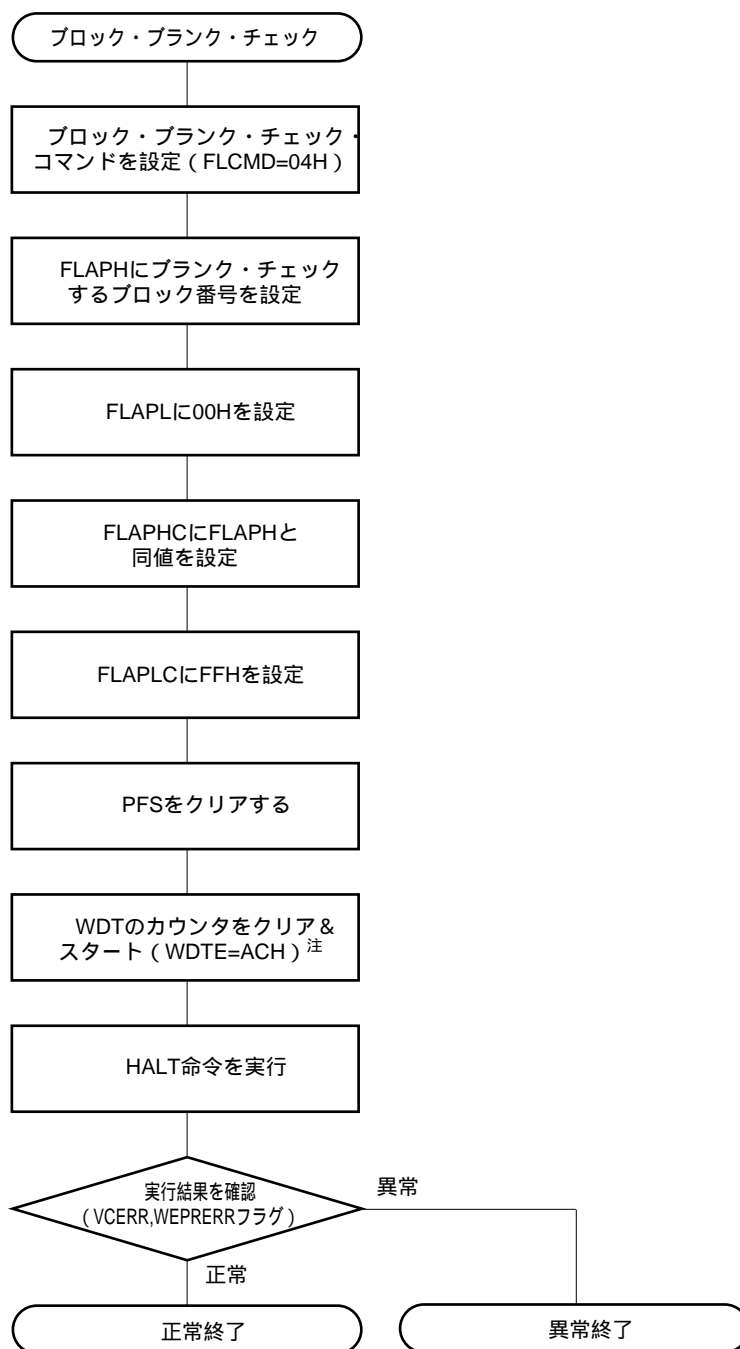 ブロック・ブランク・チェック
ブロック・ブランク・チェック・
コマンドを設定（FLCMD=04H）
FLAPHにブランク・チェック
するブロック番号を設定
FLAPLに00Hを設定
FLAPHCにFLAPHと
同値を設定
FLAPLCにFFHを設定
PFSをクリアする
WDTのカウンタをクリア＆
スタート（WDTE=ACH）注
HALT命令を実行
実行結果を確認
（VCERR,WEPRERRフラグ）
異常
正常
正常終了
異常終了